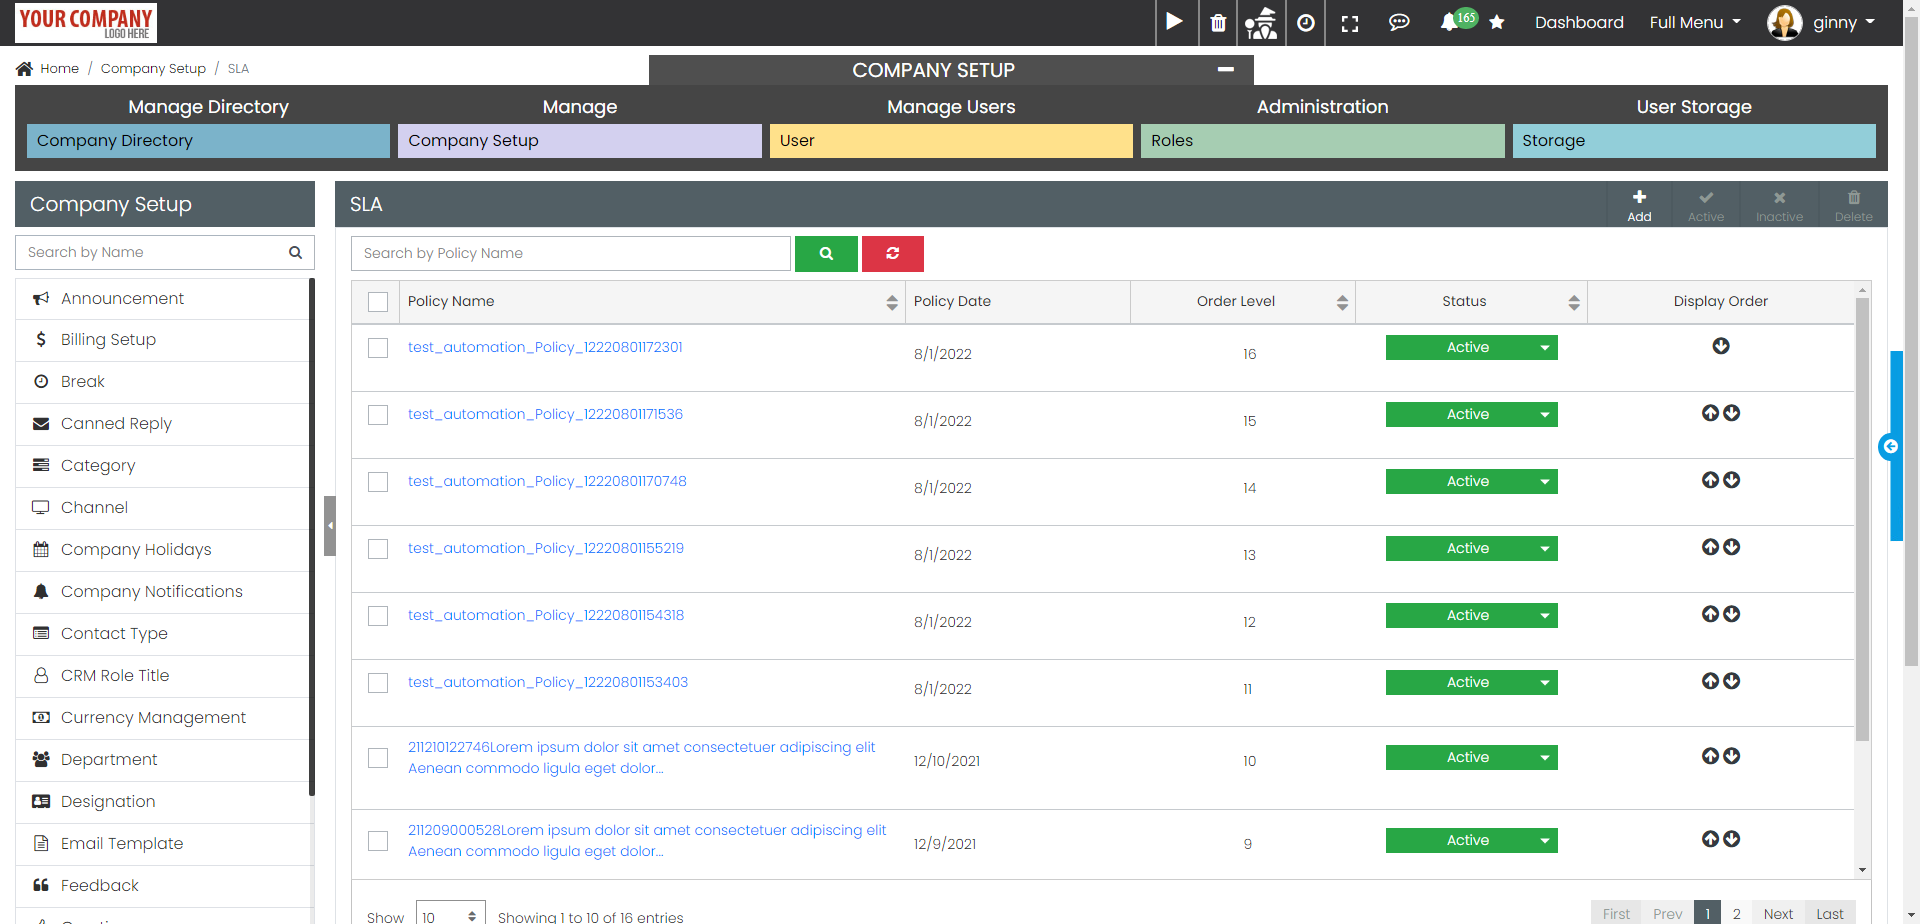 YOUR COMPANY
LOGO HERE
165
Dashboard
Full Menu
ginny
Home / Company Setup / SLA
COMPANY SETUP
Manage Directory
Manage
Manage Users
Administration
User Storage
Company Directory
Company Setup
User
Roles
Storage
Company Setup
Search by Name
Announcement
Billing Setup
Break
Canned Reply
Category
Channel
Company Holidays
Company Notifications
Contact Type
CRM Role Title
Currency Management
Department
Designation
Email Template
Feedback
SLA
Add
Active
Inactive
Delete
Search by Policy Name
Policy Name Policy Date Order Level Status Display Order
test_automation_Policy_12220801172301 8/1/2022 16 Active
test_automation_Policy_12220801171536 8/1/2022 15 Active
test_automation_Policy_12220801170748 8/1/2022 14 Active
test_automation_Policy_12220801155219 8/1/2022 13 Active
test_automation_Policy_12220801154318 8/1/2022 12 Active
test_automation_Policy_12220801153403 8/1/2022 11 Active
211210122746Lorem ipsum dolor sit amet consectetuer adipiscing elit
Aenean commodo ligula eget dolor... 12/10/2021 10 Active
211209000528Lorem ipsum dolor sit amet consectetuer adipiscing elit
Aenean commodo ligula eget dolor... 12/9/2021 9 Active
Show 10 Showing 1 to 10 of 16 entries
First Prev 1 2 Next Last